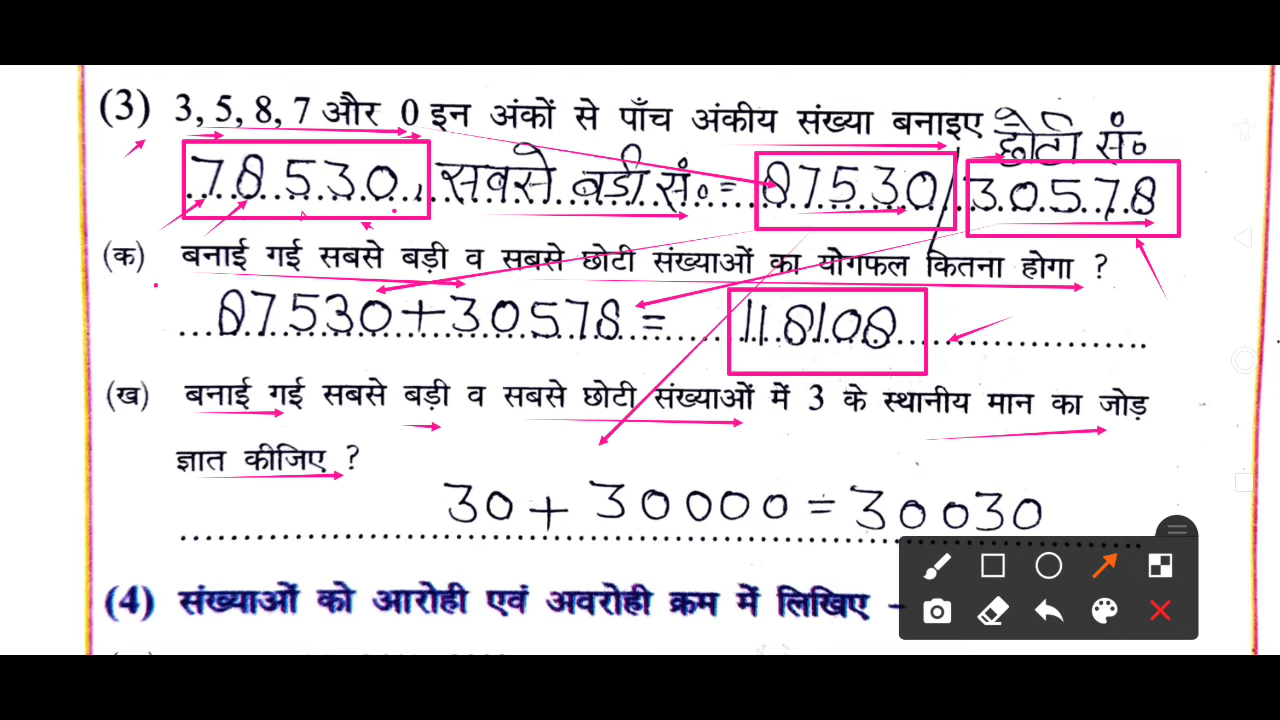 (3) 3, 5, 8, 7 और 0 इन अंकों से पाँच अंकीय संख्या बनाइए छोटी सं०
78530, सबसे बड़ी सं० = 87530 / 30578
(क) बनाई गई सबसे बड़ी व सबसे छोटी संख्याओं का योगफल कितना होगा ?
87530+30578 = 118108
(ख) बनाई गई सबसे बड़ी व सबसे छोटी संख्याओं में 3 के स्थानीय मान का जोड़
ज्ञात कीजिए ?
30 + 30000 = 30030
(4) संख्याओं को आरोही एवं अवरोही क्रम में लिखिए –